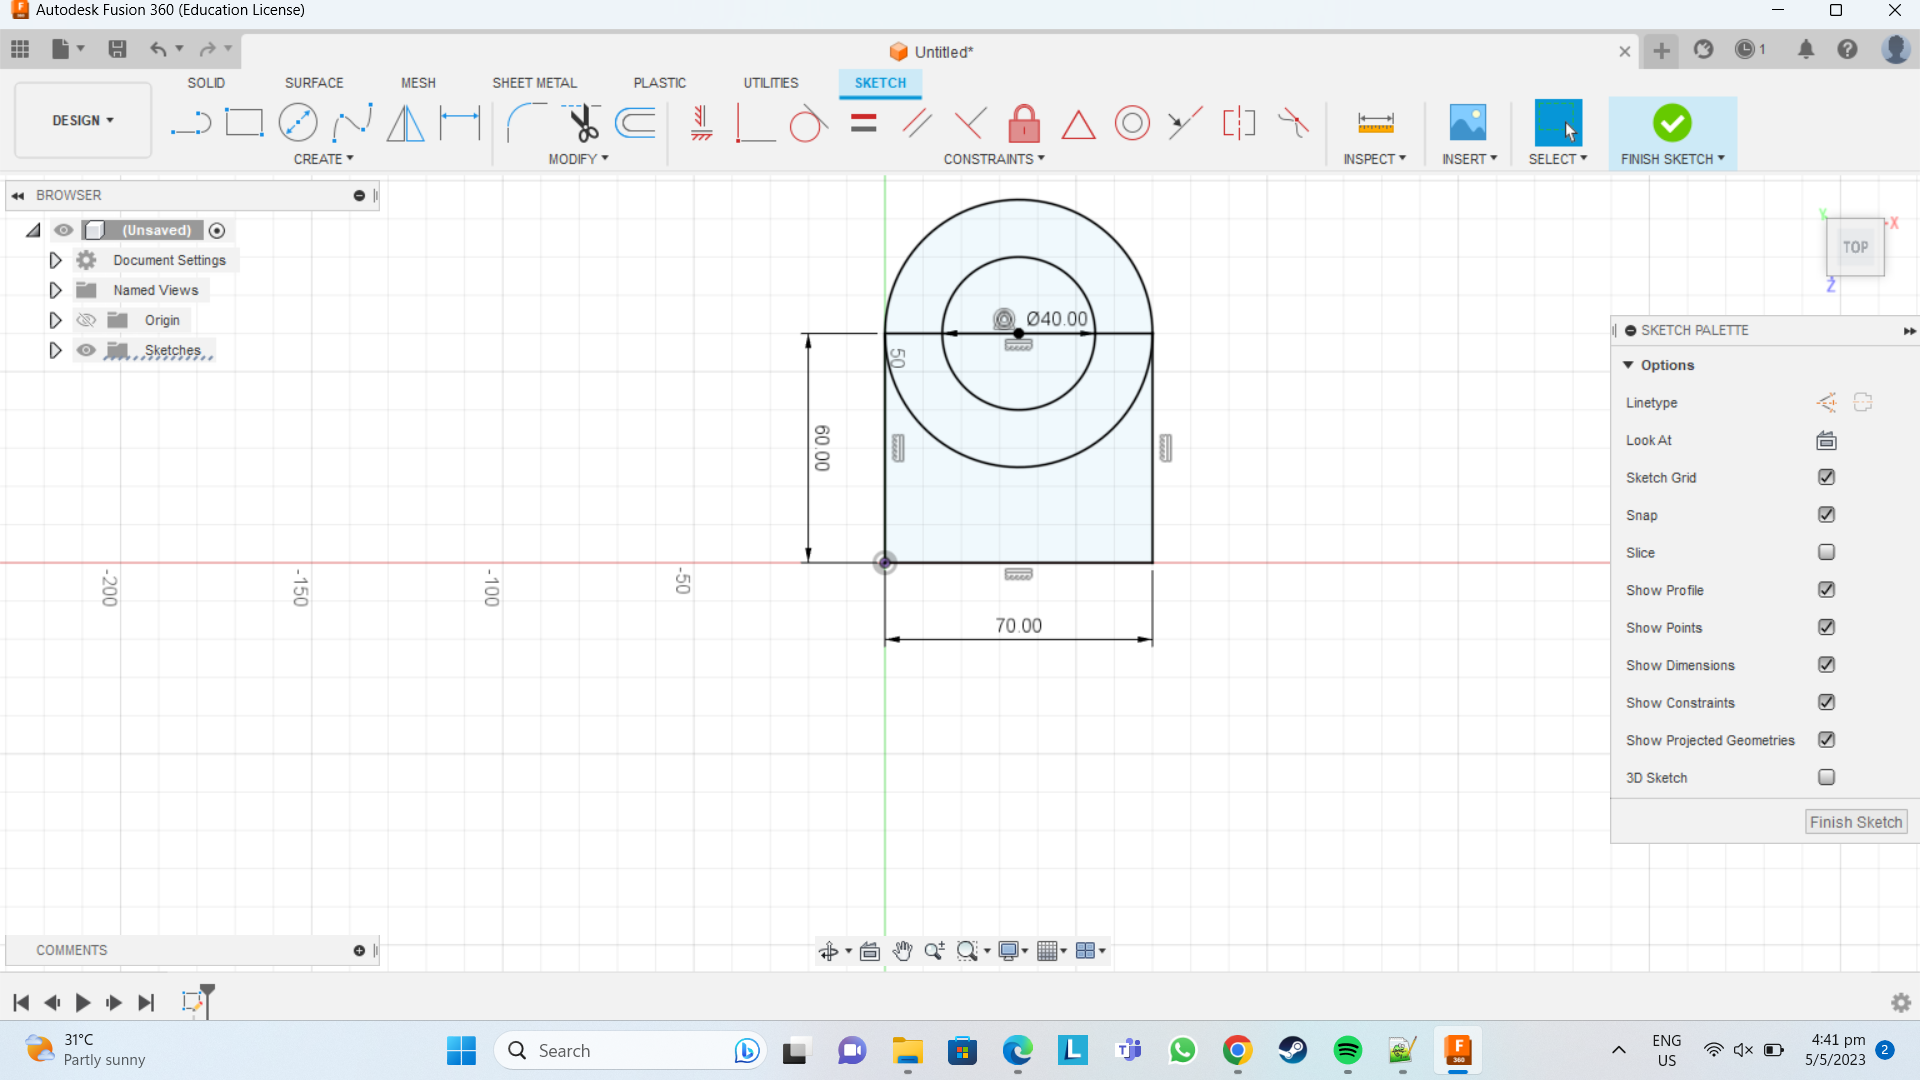 Autodesk Fusion 360 (Education License)
Untitled*
1
SOLID SURFACE MESH SHEET METAL PLASTIC UTILITIES SKETCH
DESIGN
CREATE MODIFY CONSTRAINTS INSPECT INSERT SELECT FINISH SKETCH
BROWSER
(Unsaved)
Document Settings
Named Views
Origin
Sketches
Ø40.00
50
60.00
70.00
-200 -150 -100 -50
Y
X
TOP
Z
SKETCH PALETTE
Options
Linetype
Look At
Sketch Grid
Snap
Slice
Show Profile
Show Points
Show Dimensions
Show Constraints
Show Projected Geometries
3D Sketch
Finish Sketch
COMMENTS
31°C
Partly sunny
Search
L
F
360
ENG
US
4:41 pm
5/5/2023
2